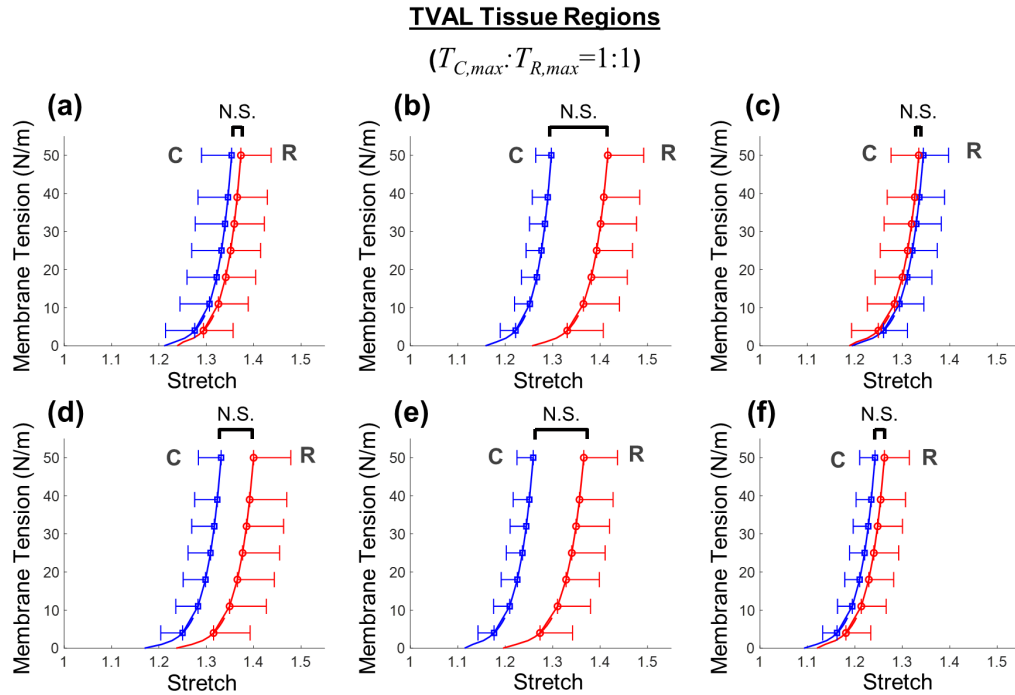 TVAL Tissue Regions
(T_C,max:T_R,max=1:1)
(a)
N.S.
C
R
Membrane Tension (N/m)
50
40
30
20
10
0
1
1.1
1.2
1.3
1.4
1.5
Stretch
(b)
N.S.
C
R
Membrane Tension (N/m)
50
40
30
20
10
0
1
1.1
1.2
1.3
1.4
1.5
Stretch
(c)
N.S.
C
R
Membrane Tension (N/m)
50
40
30
20
10
0
1
1.1
1.2
1.3
1.4
1.5
Stretch
(d)
N.S.
C
R
Membrane Tension (N/m)
50
40
30
20
10
0
1
1.1
1.2
1.3
1.4
1.5
Stretch
(e)
N.S.
C
R
Membrane Tension (N/m)
50
40
30
20
10
0
1
1.1
1.2
1.3
1.4
1.5
Stretch
(f)
N.S.
C
R
Membrane Tension (N/m)
50
40
30
20
10
0
1
1.1
1.2
1.3
1.4
1.5
Stretch